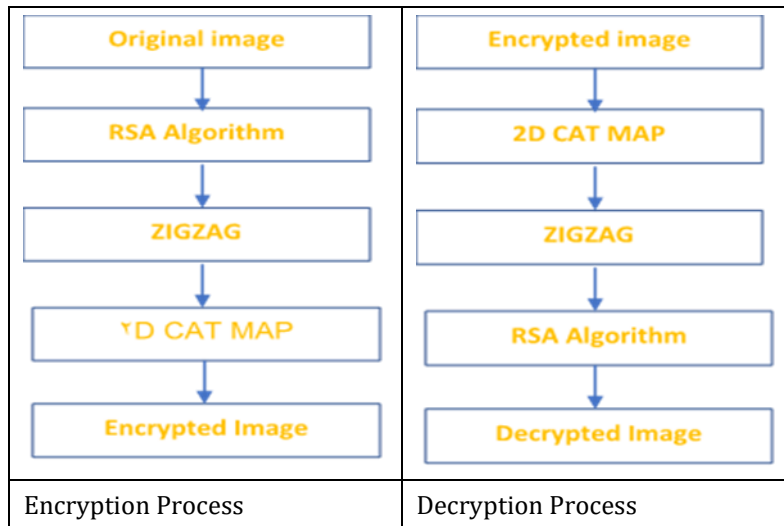 Original image
RSA Algorithm
ZIGZAG
٢D CAT MAP
Encrypted Image
Encryption Process
Encrypted image
2D CAT MAP
ZIGZAG
RSA Algorithm
Decrypted Image
Decryption Process